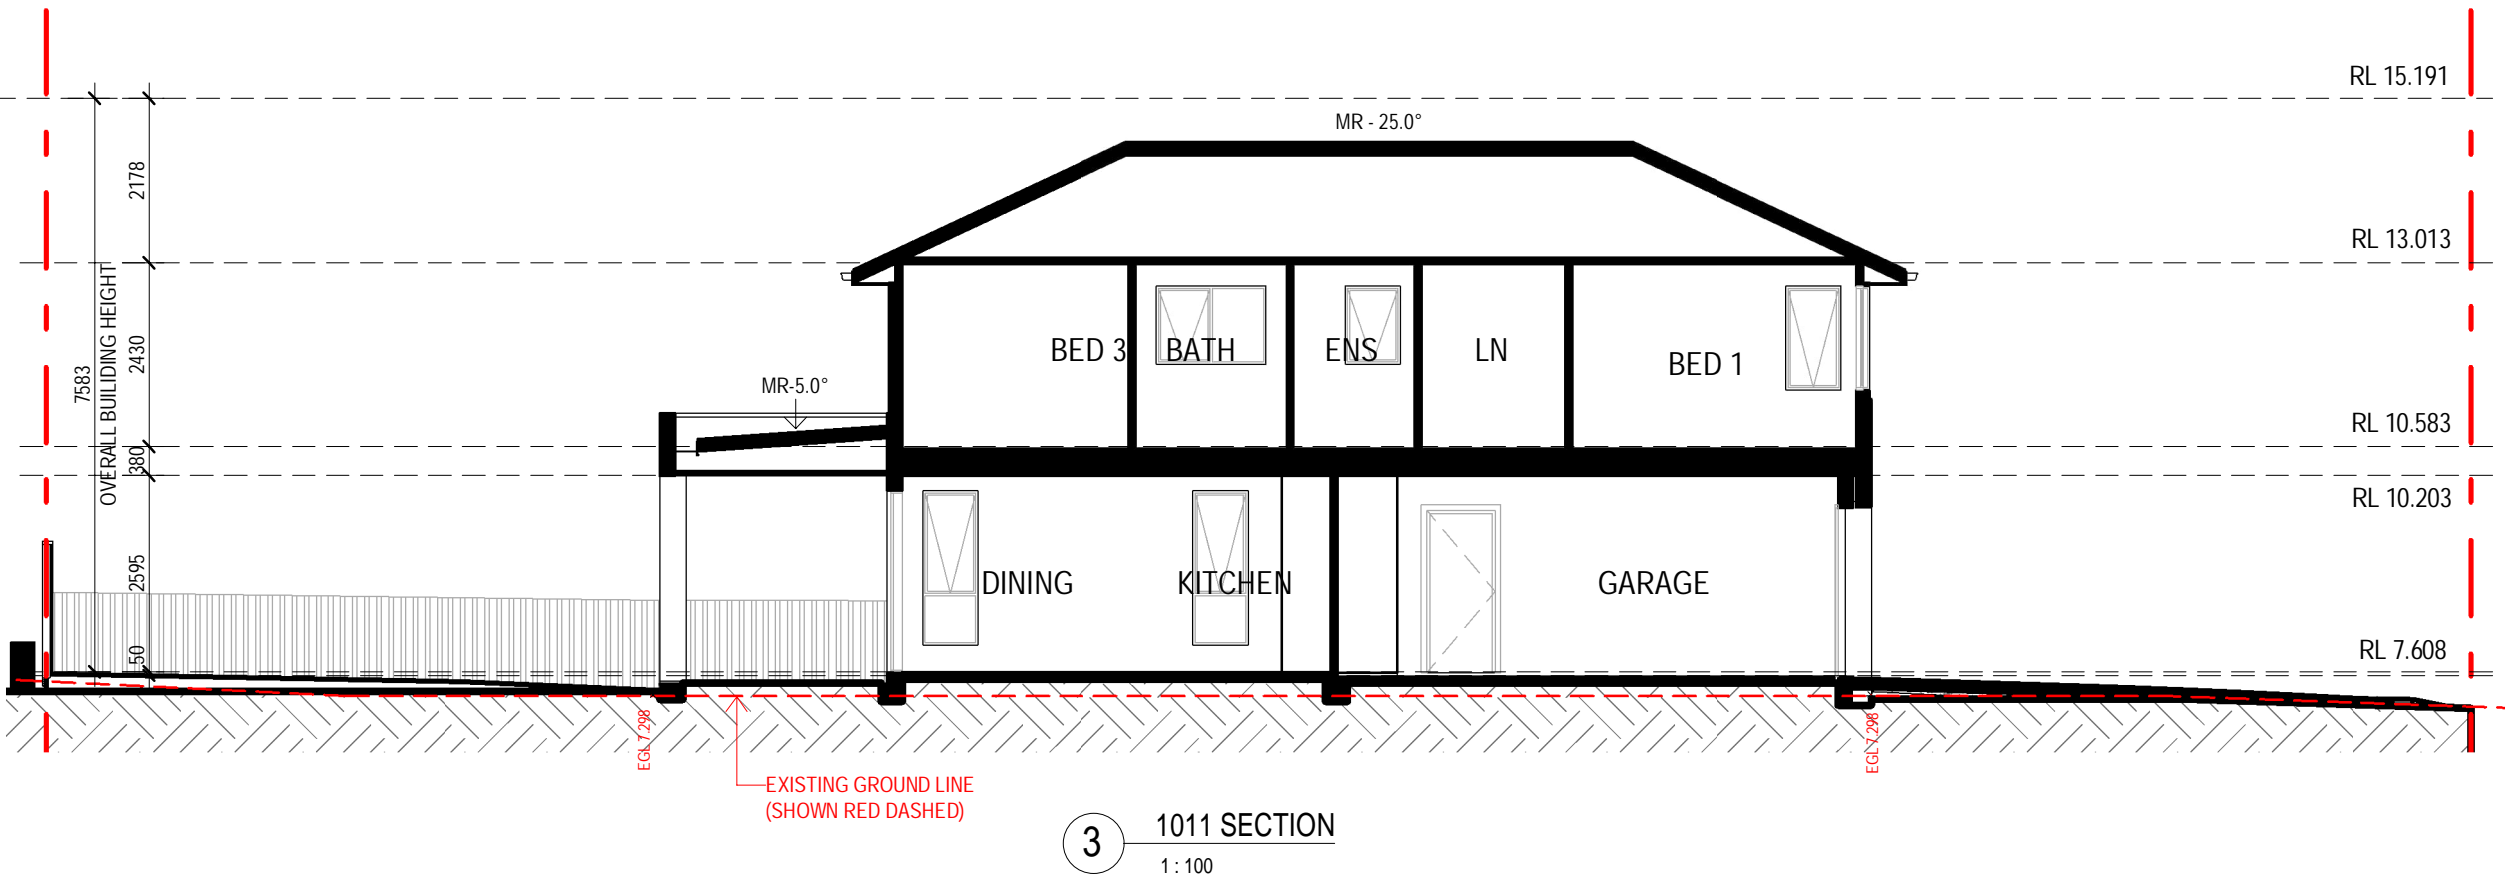 RL 15.191
MR - 25.0°
2178
RL 13.013
OVERALL BUILIDING HEIGHT
7583
2430
BED 3
BATH
ENS
LN
BED 1
MR-5.0°
RL 10.583
380
RL 10.203
2595
DINING
KITCHEN
GARAGE
50
RL 7.608
EGL 7.298
EGL 7.298
EXISTING GROUND LINE
(SHOWN RED DASHED)
3
1011 SECTION
1 : 100